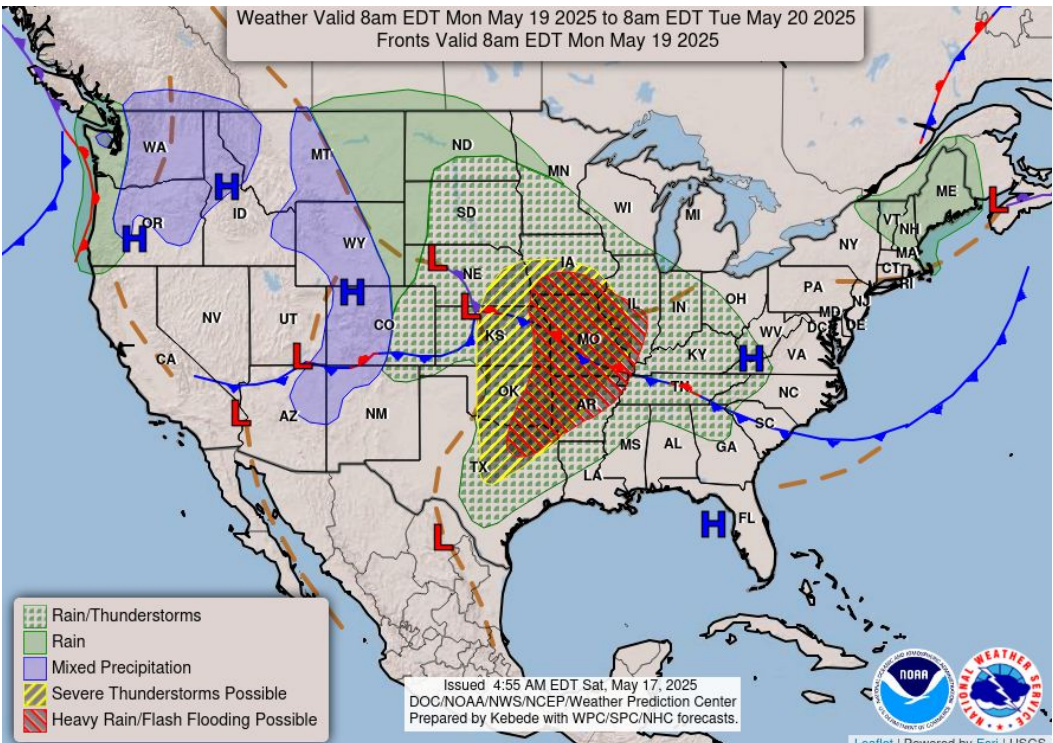 Weather Valid 8am EDT Mon May 19 2025 to 8am EDT Tue May 20 2025
Fronts Valid 8am EDT Mon May 19 2025
WA
MT
ND
MN
ME
OR
ID
H
SD
WI
MI
VT
NH
L
H
WY
L
NE
IA
NY
MA
CT
RI
H
L
IL
IN
OH
PA
NJ
MD
DE
DC
NV
UT
CO
KS
MO
WV
VA
KY
H
CA
L
L
AZ
NM
OK
AR
TN
NC
SC
TX
MS
AL
GA
LA
L
H
FL
Rain/Thunderstorms
Rain
Mixed Precipitation
Severe Thunderstorms Possible
Heavy Rain/Flash Flooding Possible
Issued 4:55 AM EDT Sat, May 17, 2025
DOC/NOAA/NWS/NCEP/Weather Prediction Center
Prepared by Kebede with WPC/SPC/NHC forecasts.
NOAA
NATIONAL WEATHER SERVICE
Leaflet | Powered by Esri | USGS